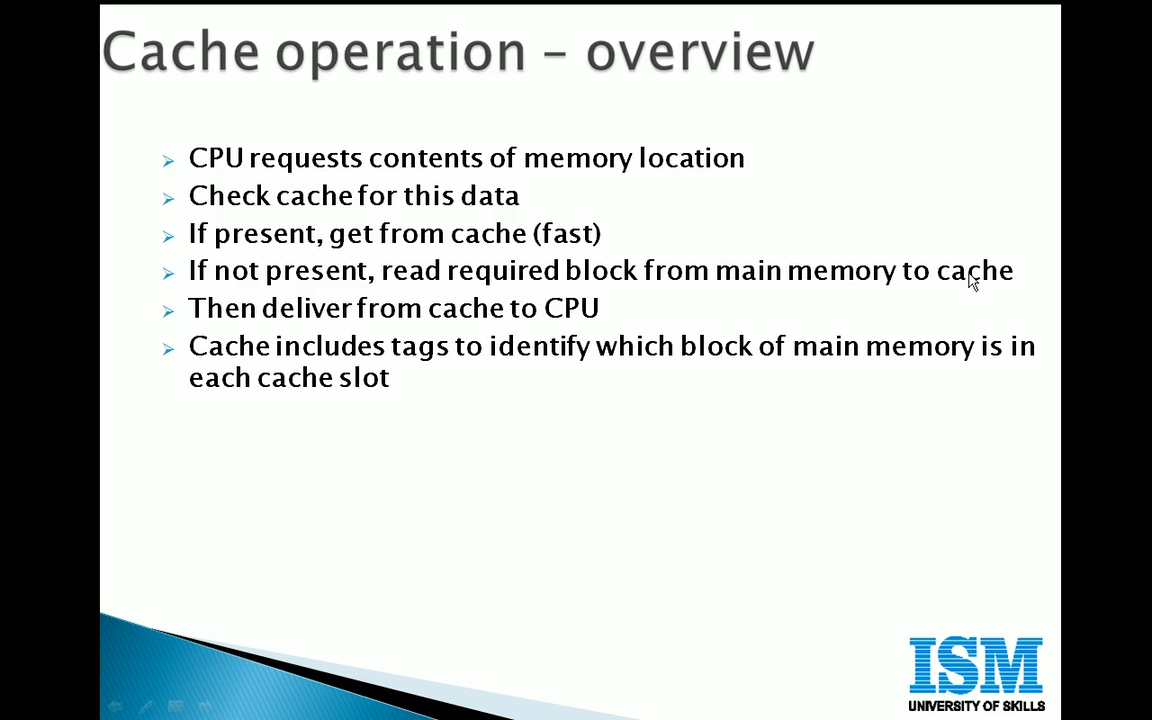 Cache operation – overview
CPU requests contents of memory location
Check cache for this data
If present, get from cache (fast)
If not present, read required block from main memory to cache
Then deliver from cache to CPU
Cache includes tags to identify which block of main memory is in
each cache slot
ISM
UNIVERSITY OF SKILLS